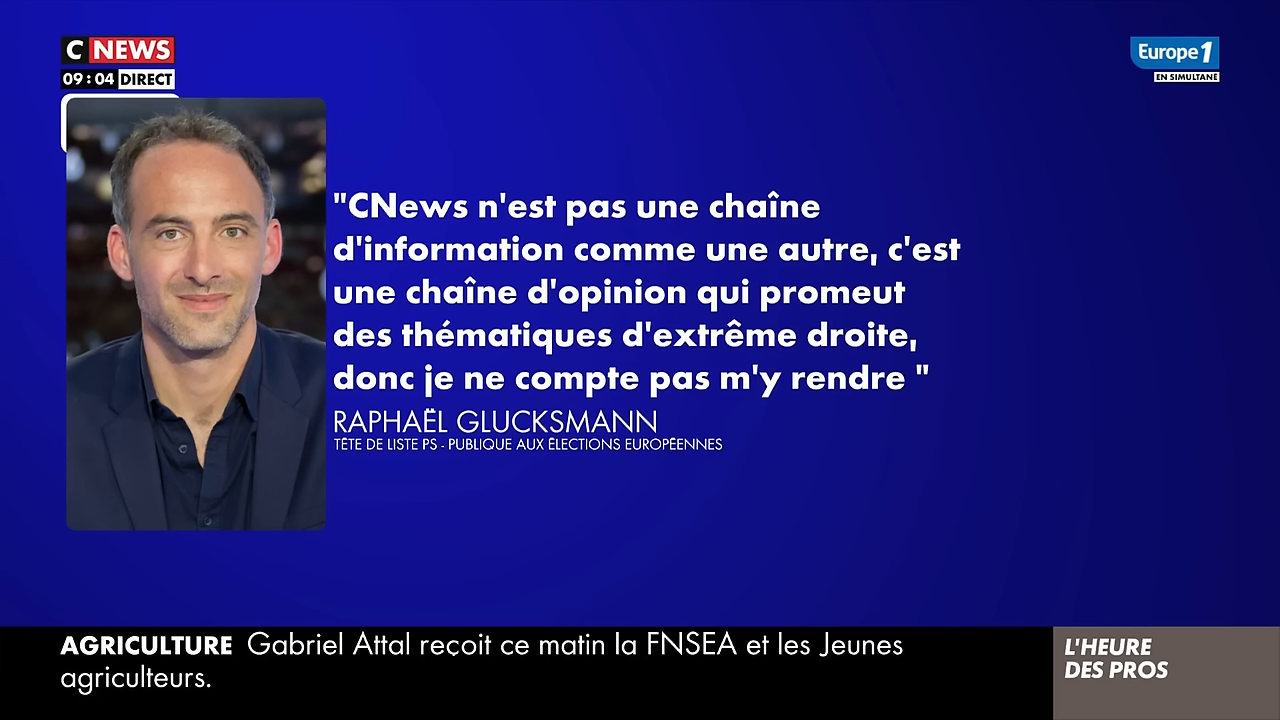 C NEWS
09:04 DIRECT
Europe 1
EN SIMULTANÉ
"CNews n'est pas une chaîne
d'information comme une autre, c'est
une chaîne d'opinion qui promeut
des thématiques d'extrême droite,
donc je ne compte pas m'y rendre "
RAPHAËL GLUCKSMANN
TÊTE DE LISTE PS - PUBLIQUE AUX ÉLECTIONS EUROPÉENNES
AGRICULTURE Gabriel Attal reçoit ce matin la FNSEA et les Jeunes
agriculteurs.
L'HEURE
DES PROS